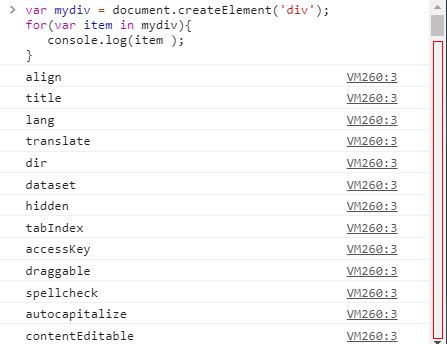 > var mydiv = document.createElement('div');
for(var item in mydiv){
console.log(item );
}
align VM260:3
title VM260:3
lang VM260:3
translate VM260:3
dir VM260:3
dataset VM260:3
hidden VM260:3
tabIndex VM260:3
accessKey VM260:3
draggable VM260:3
spellcheck VM260:3
autocapitalize VM260:3
contentEditable VM260:3